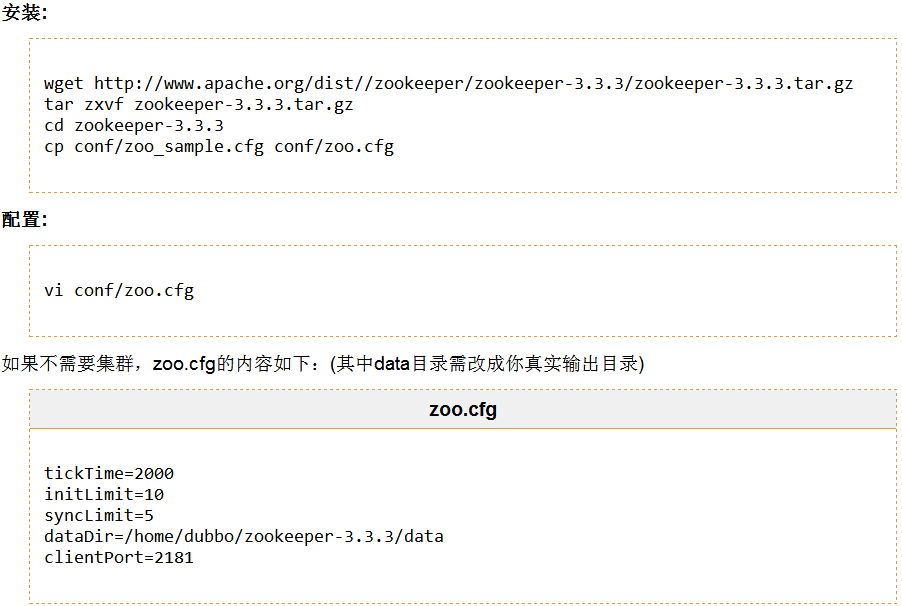 安装:
wget http://www.apache.org/dist//zookeeper/zookeeper-3.3.3/zookeeper-3.3.3.tar.gz
tar zxvf zookeeper-3.3.3.tar.gz
cd zookeeper-3.3.3
cp conf/zoo_sample.cfg conf/zoo.cfg
配置:
vi conf/zoo.cfg
如果不需要集群，zoo.cfg的内容如下：(其中data目录需改成你真实输出目录)
zoo.cfg
tickTime=2000
initLimit=10
syncLimit=5
dataDir=/home/dubbo/zookeeper-3.3.3/data
clientPort=2181